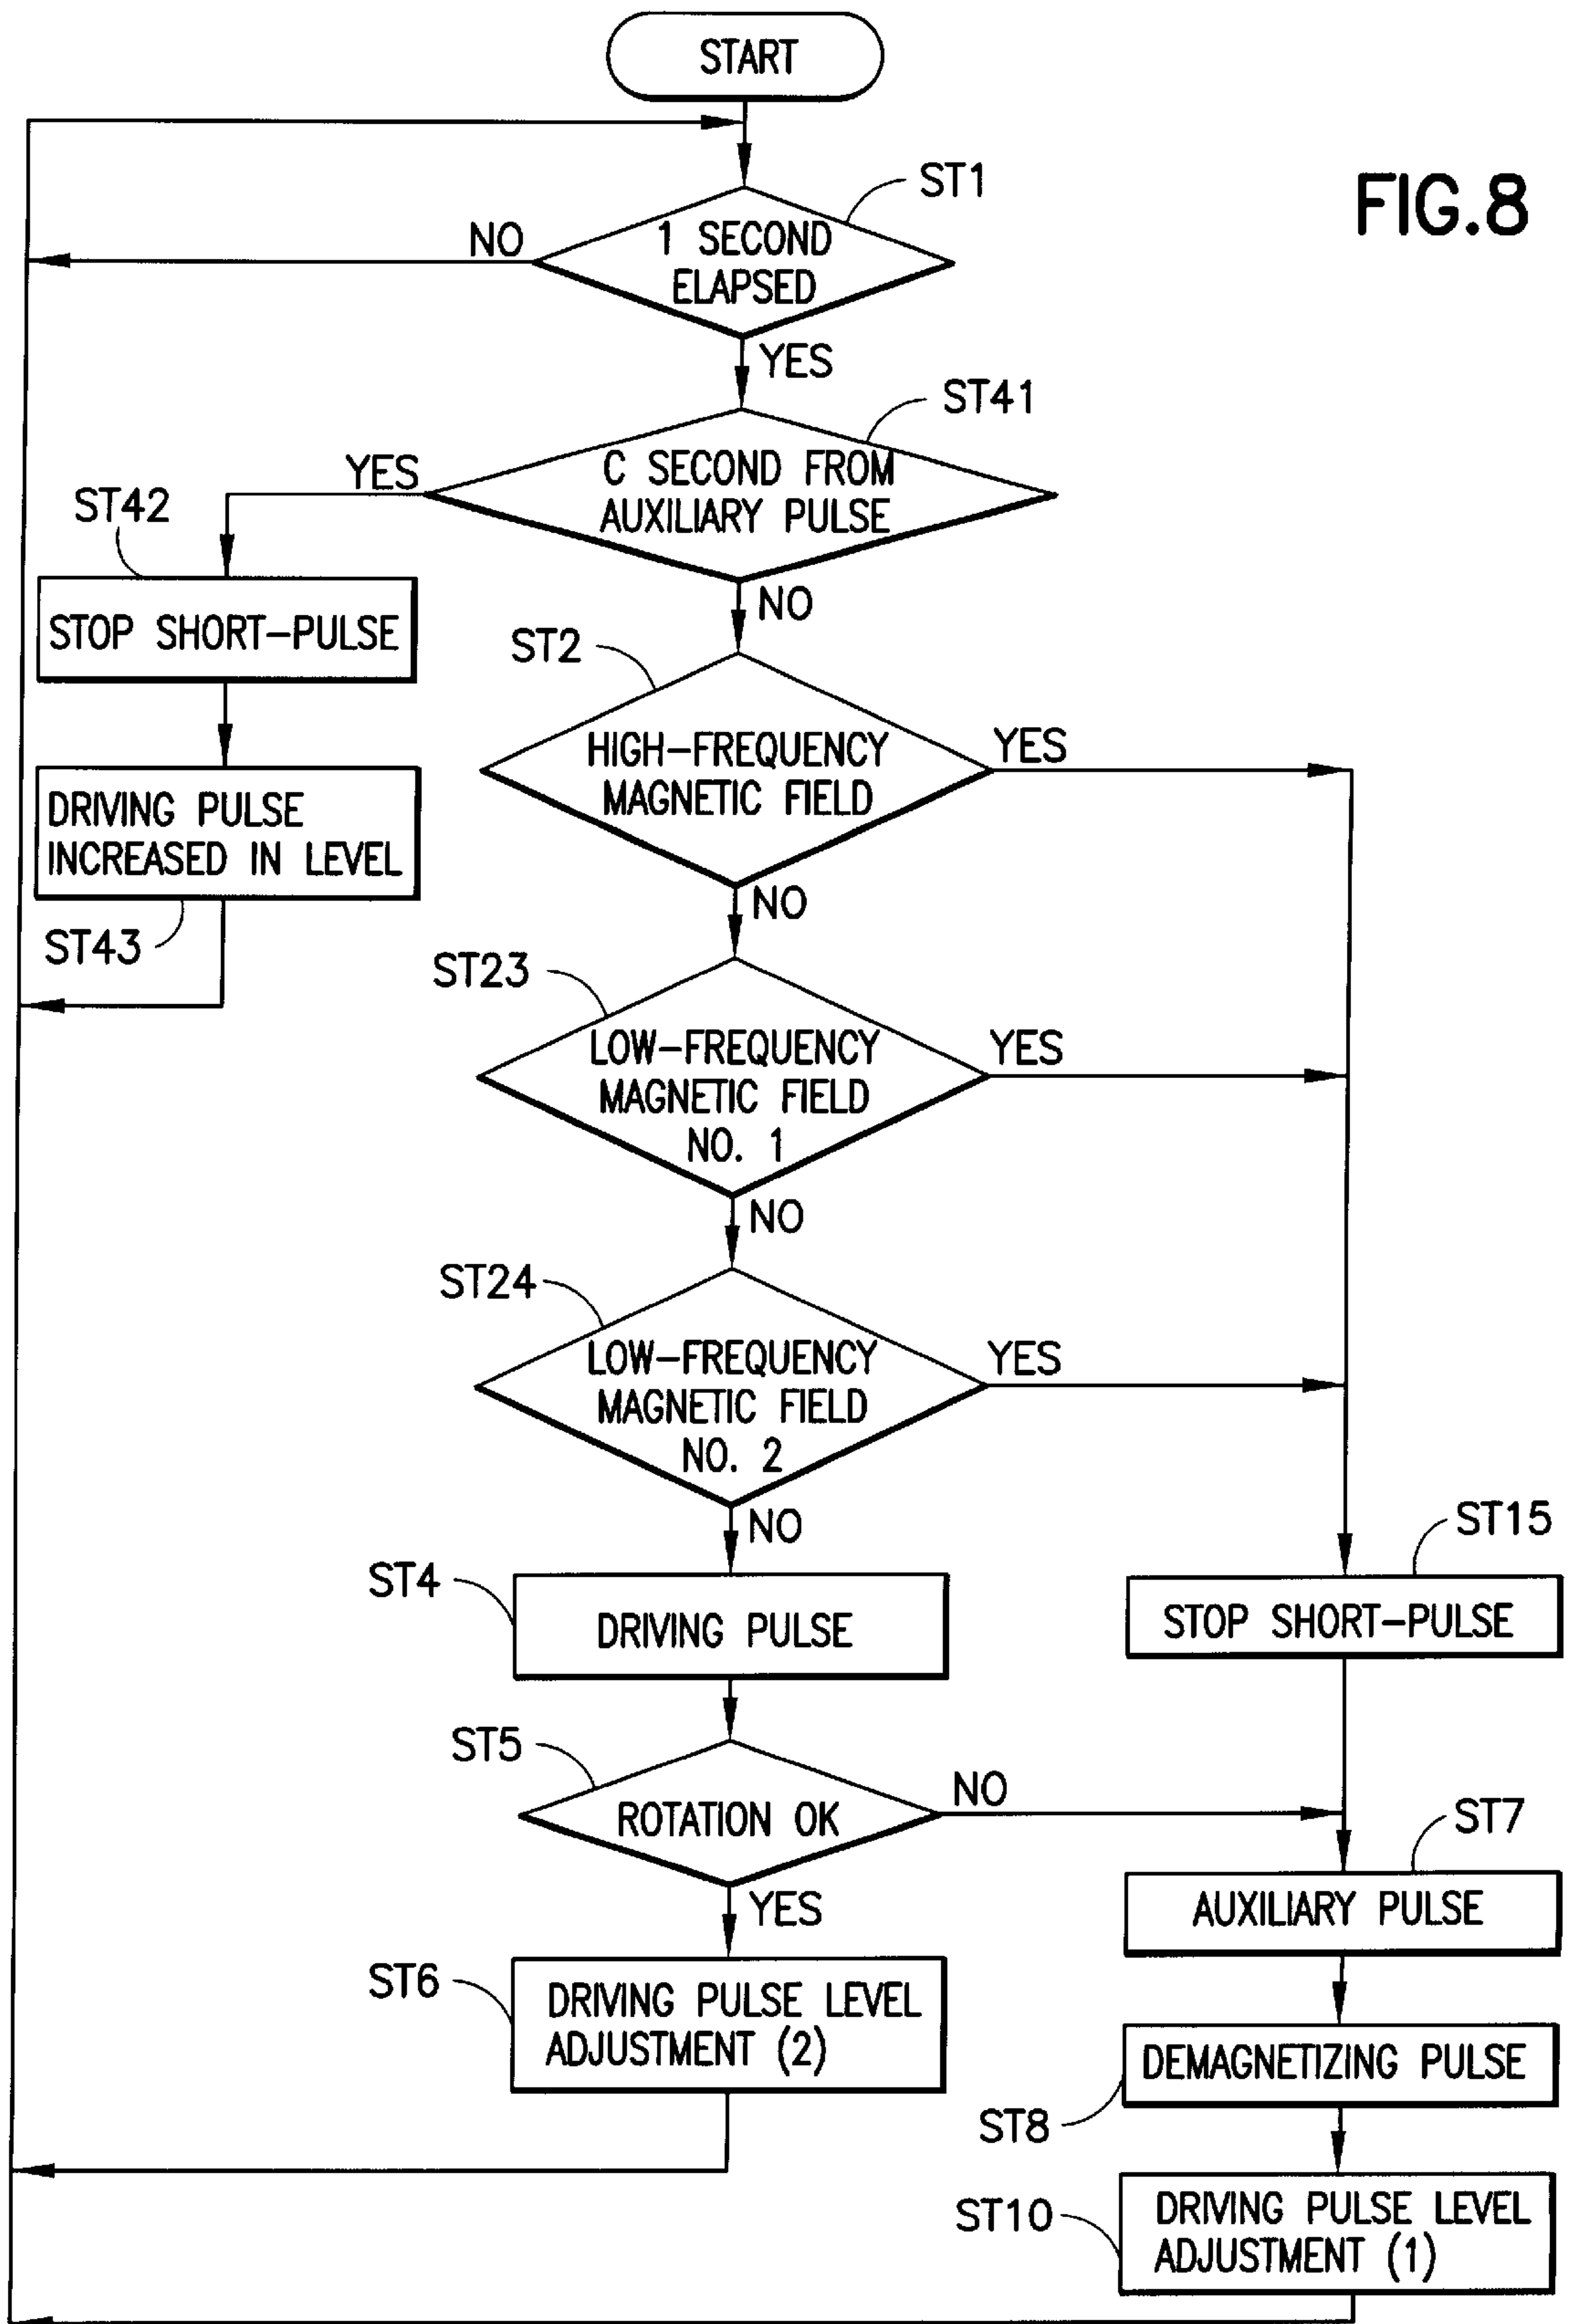 START
FIG.8
ST1
1 SECOND
ELAPSED
NO
YES
ST41
C SECOND FROM
AUXILIARY PULSE
YES
NO
ST42
STOP SHORT-PULSE
DRIVING PULSE
INCREASED IN LEVEL
ST43
ST2
HIGH-FREQUENCY
MAGNETIC FIELD
YES
NO
ST23
LOW-FREQUENCY
MAGNETIC FIELD
NO. 1
YES
NO
ST24
LOW-FREQUENCY
MAGNETIC FIELD
NO. 2
YES
NO
ST4
DRIVING PULSE
ST15
STOP SHORT-PULSE
ST5
ROTATION OK
NO
YES
ST7
AUXILIARY PULSE
ST6
DRIVING PULSE LEVEL
ADJUSTMENT (2)
DEMAGNETIZING PULSE
ST8
ST10
DRIVING PULSE LEVEL
ADJUSTMENT (1)